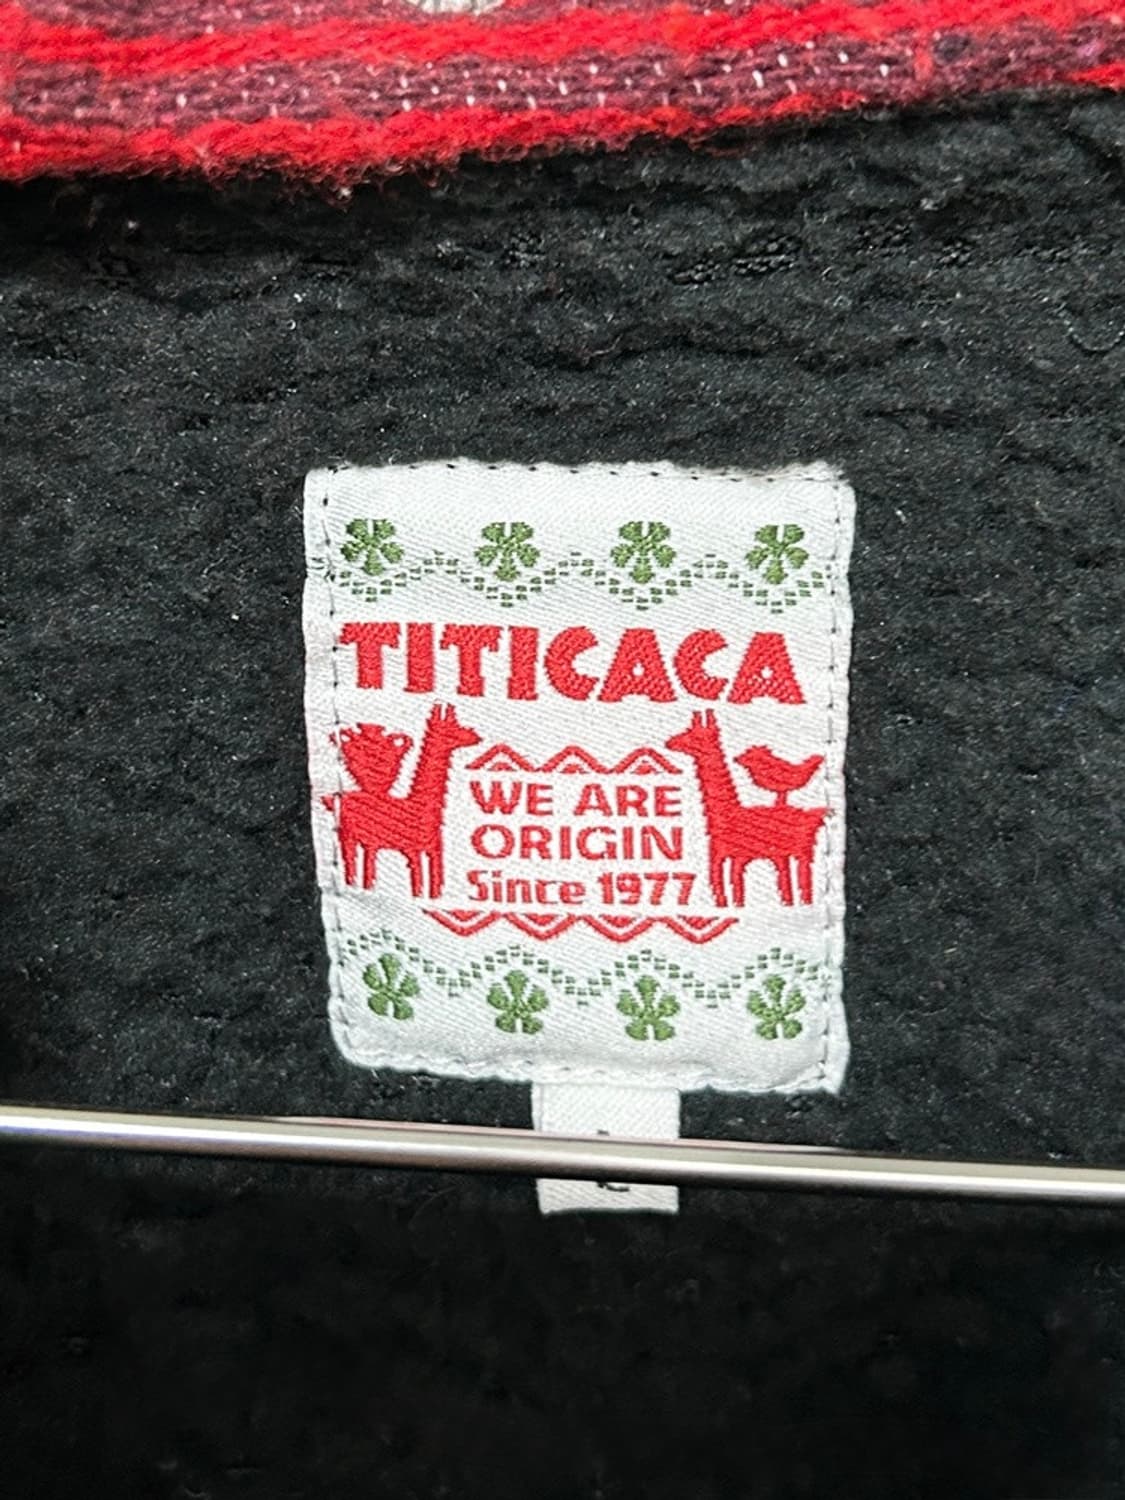 TITICACA
WE ARE
ORIGIN
Since 1977